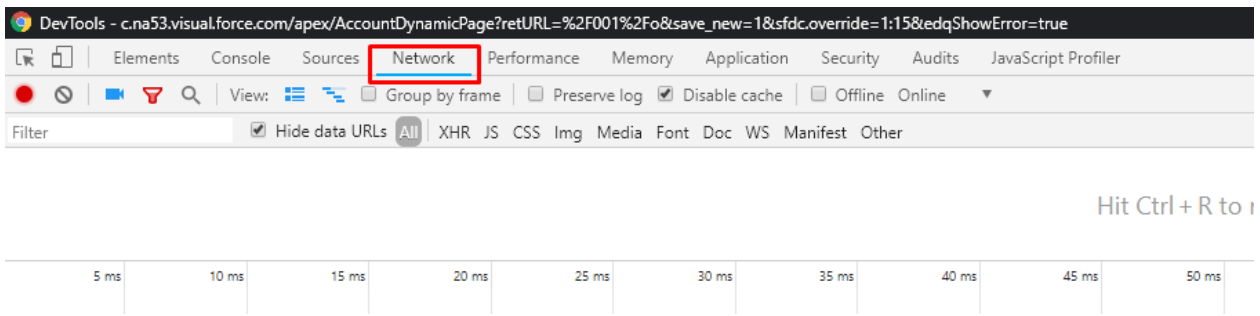 DevTools - c.na53.visual.force.com/apex/AccountDynamicPage?retURL=%2F001%2Fo&save_new=1&sfdc.override=1:15&edqShowError=true
Elements Console Sources Network Performance Memory Application Security Audits JavaScript Profiler
View: Group by frame Preserve log Disable cache Offline Online
Filter Hide data URLs All XHR JS CSS Img Media Font Doc WS Manifest Other
Hit Ctrl + R to
5 ms 10 ms 15 ms 20 ms 25 ms 30 ms 35 ms 40 ms 45 ms 50 ms